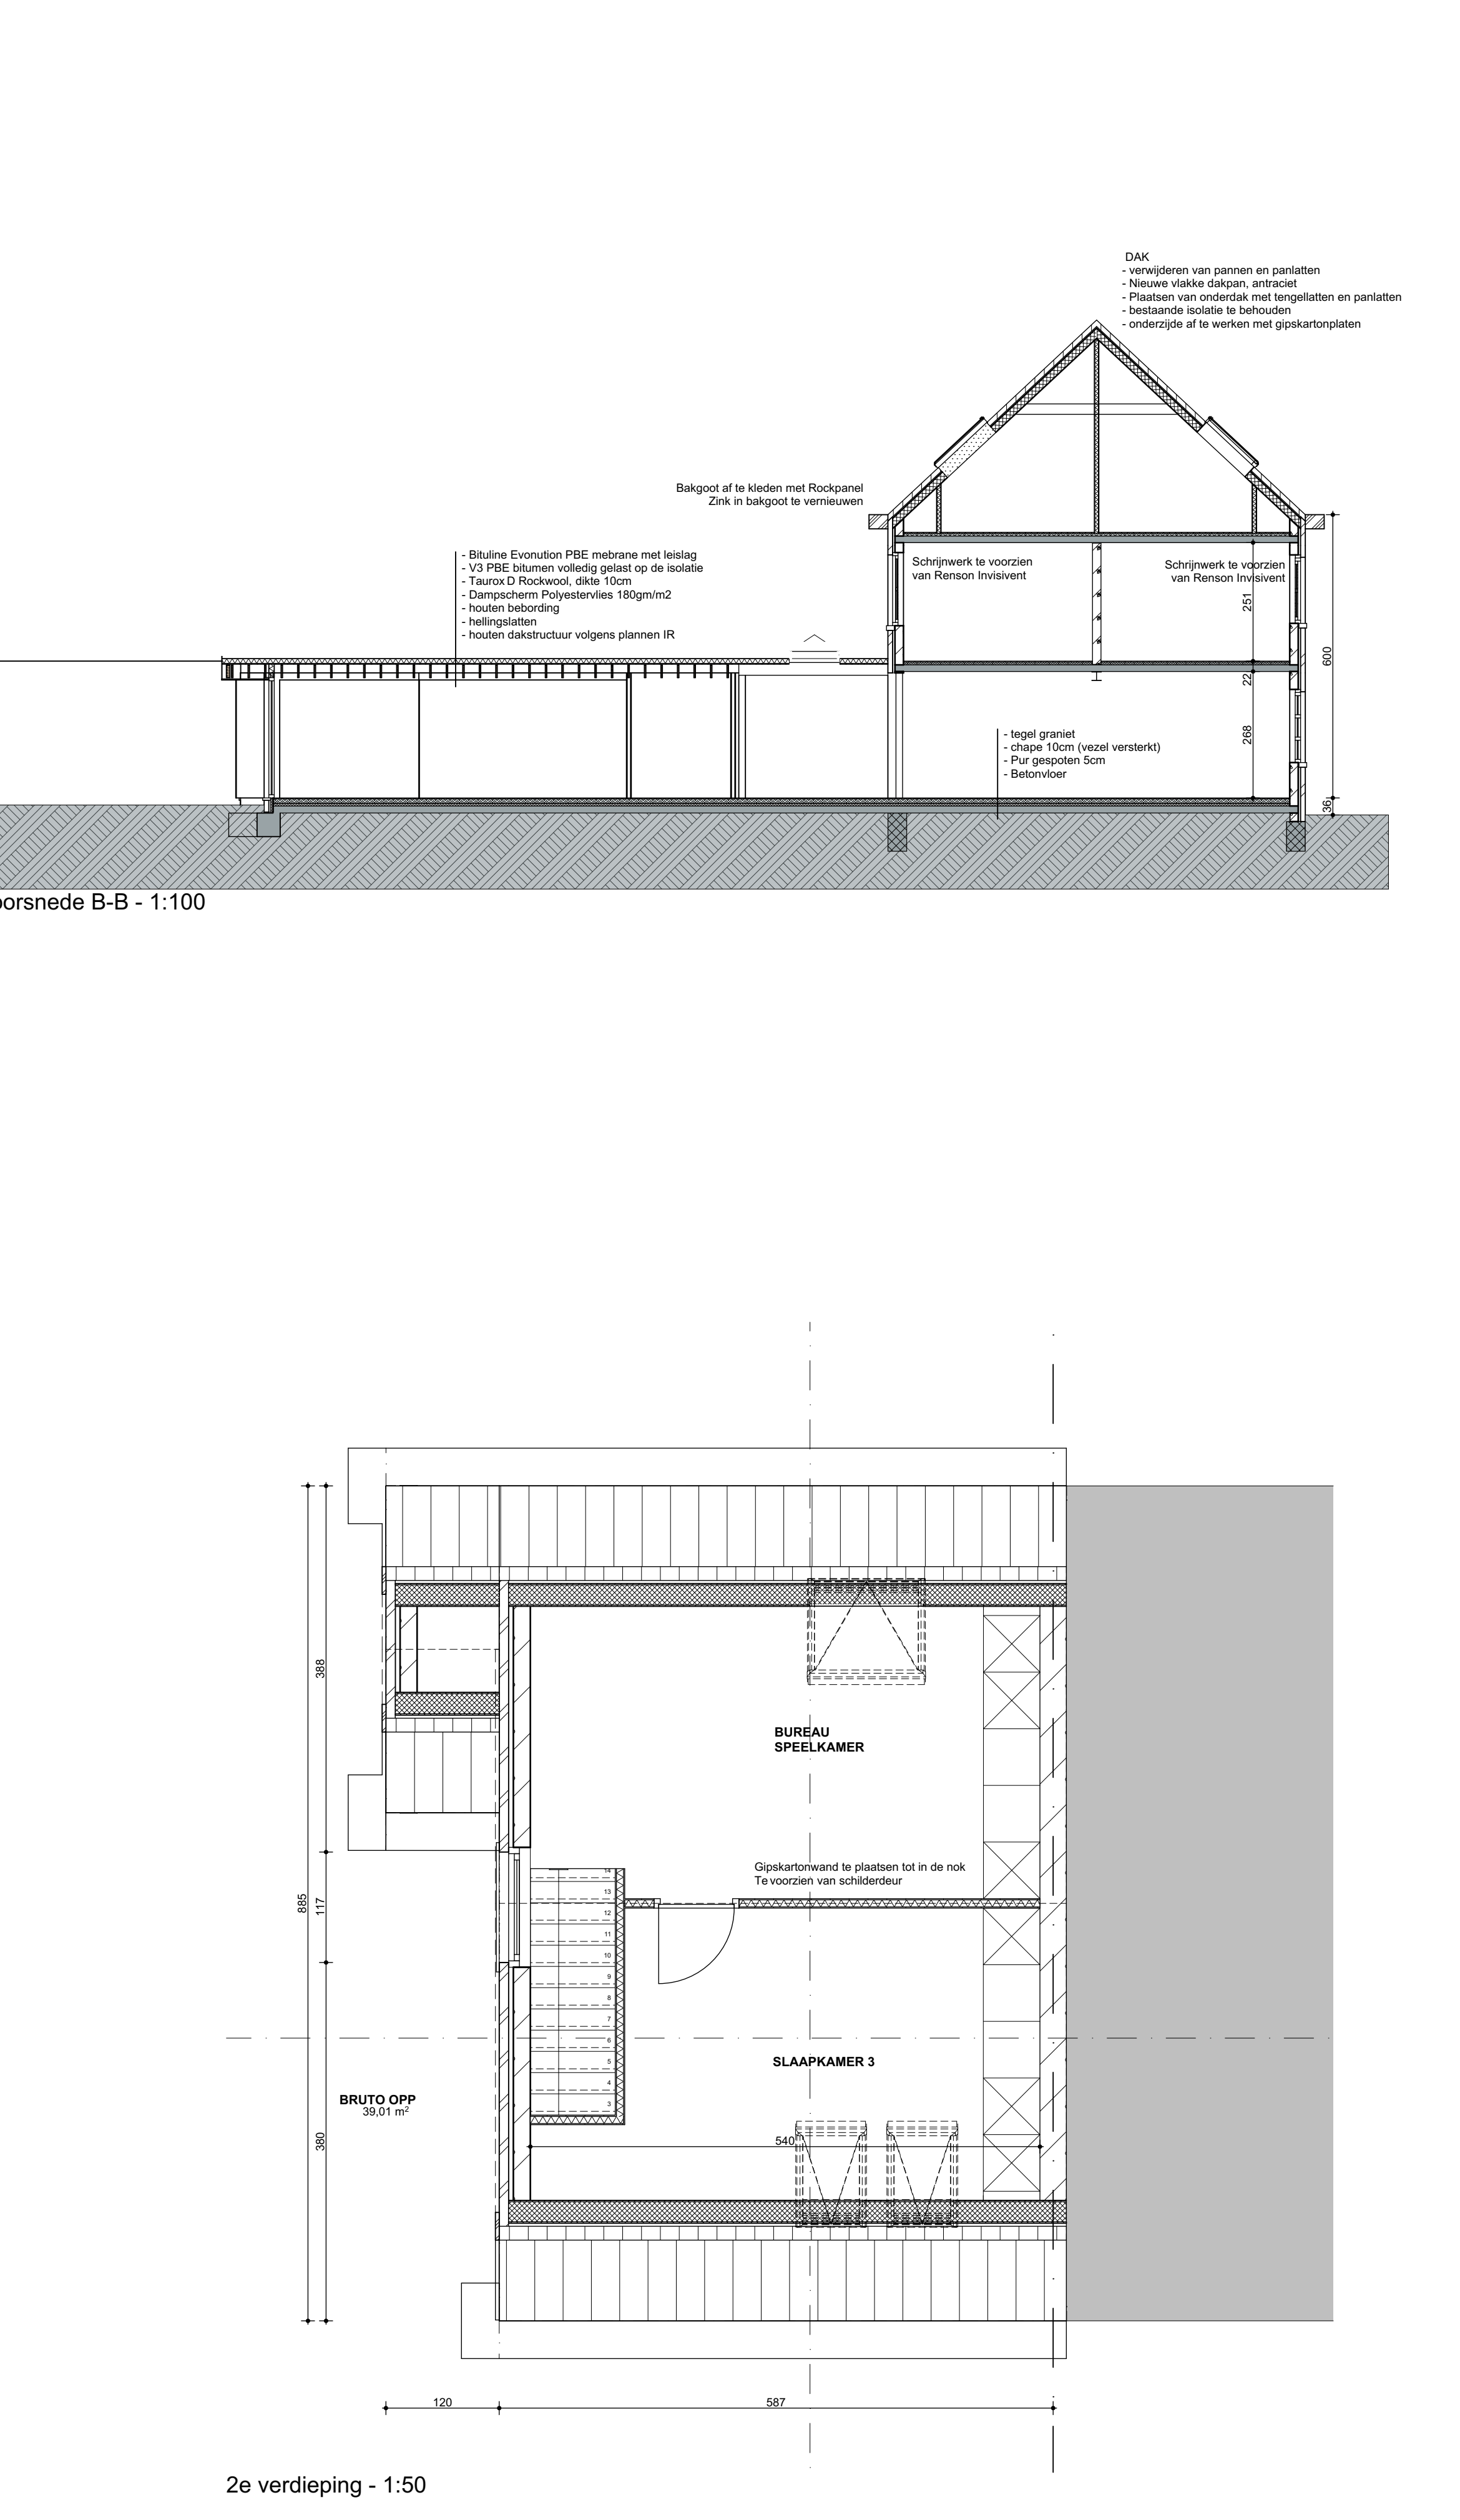 DAK
- verwijderen van pannen en panlatten
- Nieuwe vlakke dakpan, antraciet
- Plaatsen van onderdak met tengellatten en panlatten
- bestaande isolatie te behouden
- onderzijde af te werken met gipskartonplaten
Bakgoot af te kleden met Rockpanel
Zink in bakgoot te vernieuwen
- Bituline Evonution PBE mebrane met leislag
- V3 PBE bitumen volledig gelast op de isolatie
- Taurox D Rockwool, dikte 10cm
- Dampscherm Polyestervlies 180gm/m2
- houten bebording
- hellingslatten
- houten dakstructuur volgens plannen IR
Schrijnwerk te voorzien
van Renson Invisivent
Schrijnwerk te voorzien
van Renson Invisivent
251
600
22
268
36
- tegel graniet
- chape 10cm (vezel versterkt)
- Pur gespoten 5cm
- Betonvloer
oorsnede B-B - 1:100
388
885
117
380
BUREAU
SPEELKAMER
Gipskartonwand te plaatsen tot in de nok
Te voorzien van schilderdeur
14
13
12
11
10
9
8
7
6
5
4
3
SLAAPKAMER 3
BRUTO OPP
39,01 m²
540
120
587
2e verdieping - 1:50